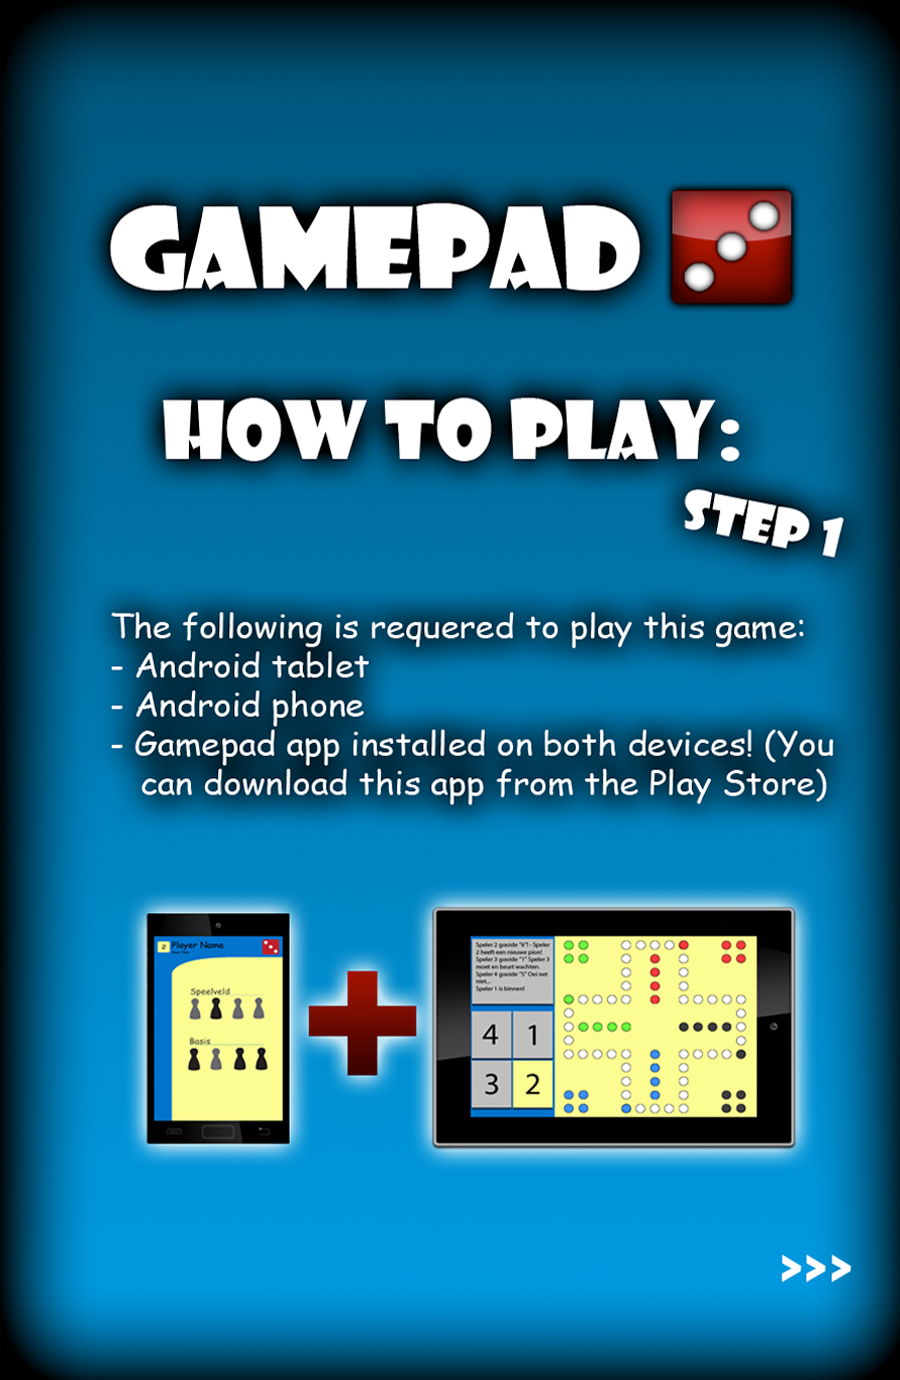 GAMEPAD
HOW TO PLAY:
STEP 1
The following is requered to play this game:
- Android tablet
- Android phone
- Gamepad app installed on both devices! (You
can download this app from the Play Store)
2 Player Name
Speelveld
Basis
Speler 2 gooide "6"! - Speler
2 heeft een nieuwe pion!
Speler 3 gooide "1" Speler 3
moet en beurt wachten.
Speler 4 gooide "5" Oei net
niet...
Speler 1 is binnen!
4 1
3 2
>>>